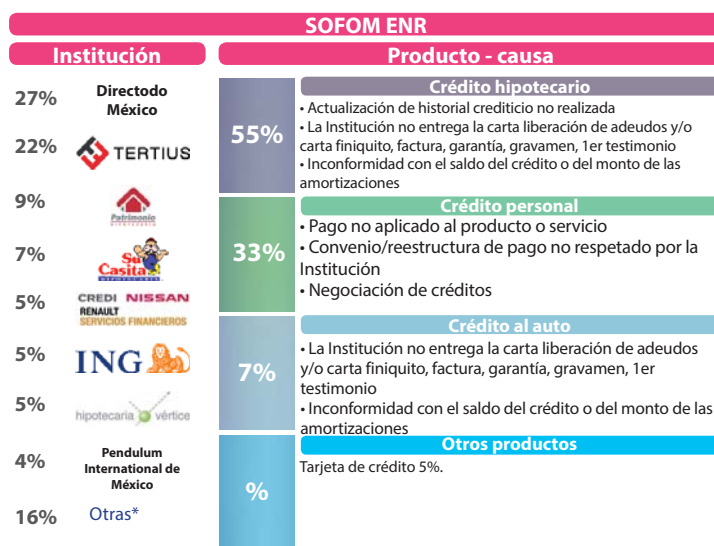 SOFOM ENR
Institución
Producto - causa
27%
Directodo
México
22%
TERTIUS
9%
Patrimonio
7%
Su
Casita
HIPOTECARIA
5%
CREDI NISSAN
RENAULT
SERVICIOS FINANCIEROS
5%
ING
5%
hipotecaria vértice
4%
Pendulum
International de
México
16%
Otras*
55%
Crédito hipotecario
• Actualización de historial crediticio no realizada
• La Institución no entrega la carta liberación de adeudos y/o
carta finiquito, factura, garantía, gravamen, 1er testimonio
• Inconformidad con el saldo del crédito o del monto de las
amortizaciones
33%
Crédito personal
• Pago no aplicado al producto o servicio
• Convenio/reestructura de pago no respetado por la
Institución
• Negociación de créditos
7%
Crédito al auto
• La Institución no entrega la carta liberación de adeudos
y/o carta finiquito, factura, garantía, gravamen, 1er
testimonio
• Inconformidad con el saldo del crédito o del monto de las
amortizaciones
%
Otros productos
Tarjeta de crédito 5%.